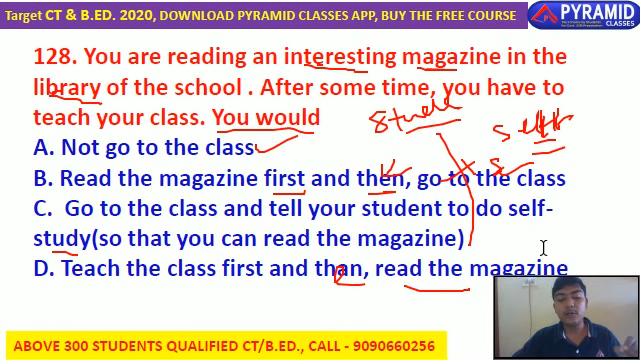 Target CT & B.ED. 2020, DOWNLOAD PYRAMID CLASSES APP, BUY THE FREE COURSE
PYRAMID
CLASSES
128. You are reading an interesting magazine in the
library of the school . After some time, you have to
teach your class. You would
A. Not go to the class
B. Read the magazine first and then, go to the class
C. Go to the class and tell your student to do self-
study(so that you can read the magazine)
D. Teach the class first and than, read the magazine
ABOVE 300 STUDENTS QUALIFIED CT/B.ED., CALL - 9090660256